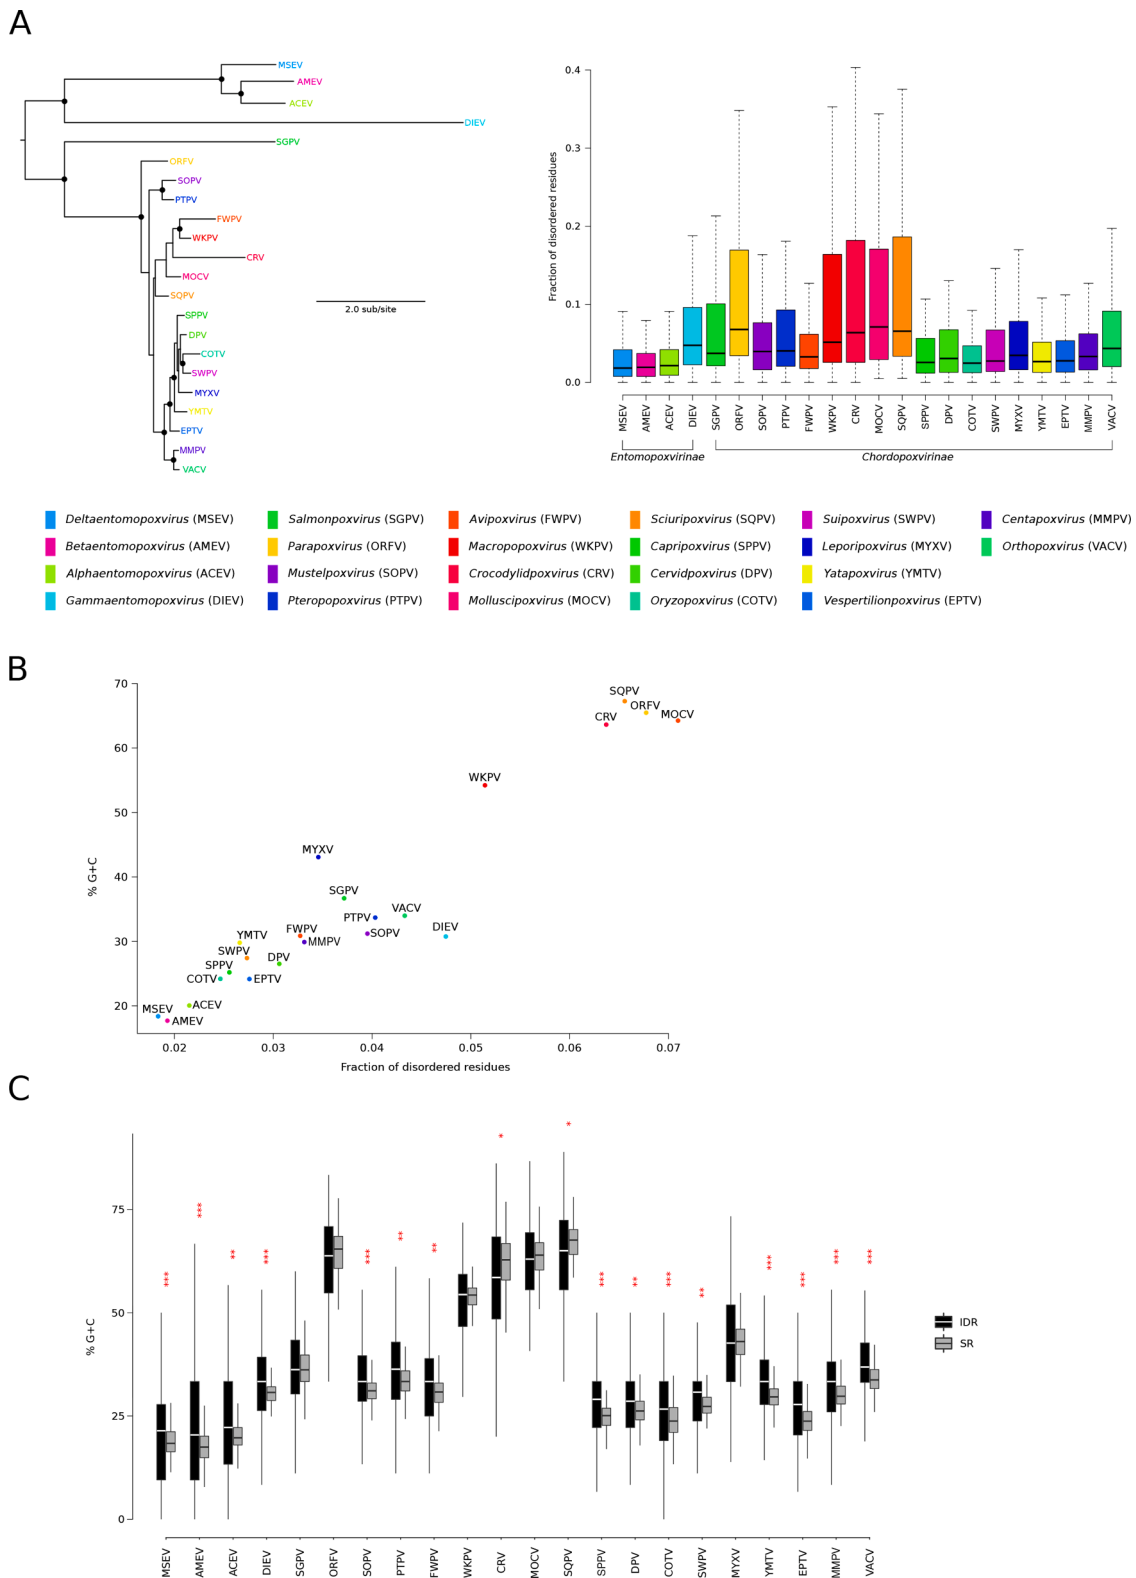 A
MSEV
AMEV
ACEV
DIEV
SGPV
ORFV
SOPV
PTPV
FWPV
WKPV
CRV
MOCV
SQPV
SPPV
DPV
COTV
SWPV
MYXV
YMTV
EPTV
MMPV
VACV
2.0 sub/site
Fraction of disordered residues
0.4
0.3
0.2
0.1
0.0
MSEV AMEV ACEV DIEV SGPV ORFV SOPV PTPV FWPV WKPV CRV MOCV SQPV SPPV DPV COTV SWPV MYXV YMTV EPTV MMPV VACV
Entomopoxvirinae Chordopoxvirinae
Deltaentomopoxvirus (MSEV) Salmonpoxvirus (SGPV) Avipoxvirus (FWPV) Sciuripoxvirus (SQPV) Suipoxvirus (SWPV) Centapoxvirus (MMPV)
Betaentomopoxvirus (AMEV) Parapoxvirus (ORFV) Macropopoxvirus (WKPV) Capripoxvirus (SPPV) Leporipoxvirus (MYXV) Orthopoxvirus (VACV)
Alphaentomopoxvirus (ACEV) Mustelpoxvirus (SOPV) Crocodylidpoxvirus (CRV) Cervidpoxvirus (DPV) Yatapoxvirus (YMTV)
Gammaentomopoxvirus (DIEV) Pteropopoxvirus (PTPV) Molluscipoxvirus (MOCV) Oryzopoxvirus (COTV) Vespertilionpoxvirus (EPTV)
B
% G+C
70
60
50
40
30
20
SQPV
ORFV
MOCV
CRV
WKPV
MYXV
SGPV
VACV
PTPV
DIEV
SOPV
FWPV
MMPV
YMTV
SWPV
DPV
SPPV
COTV
EPTV
MSEV
ACEV
AMEV
0.02 0.03 0.04 0.05 0.06 0.07
Fraction of disordered residues
C
% G+C
75
50
25
0
***
***
**
***
***
**
**
*
*
***
**
***
**
***
***
***
***
IDR
SR
MSEV AMEV ACEV DIEV SGPV ORFV SOPV PTPV FWPV WKPV CRV MOCV SQPV SPPV DPV COTV SWPV MYXV YMTV EPTV MMPV VACV